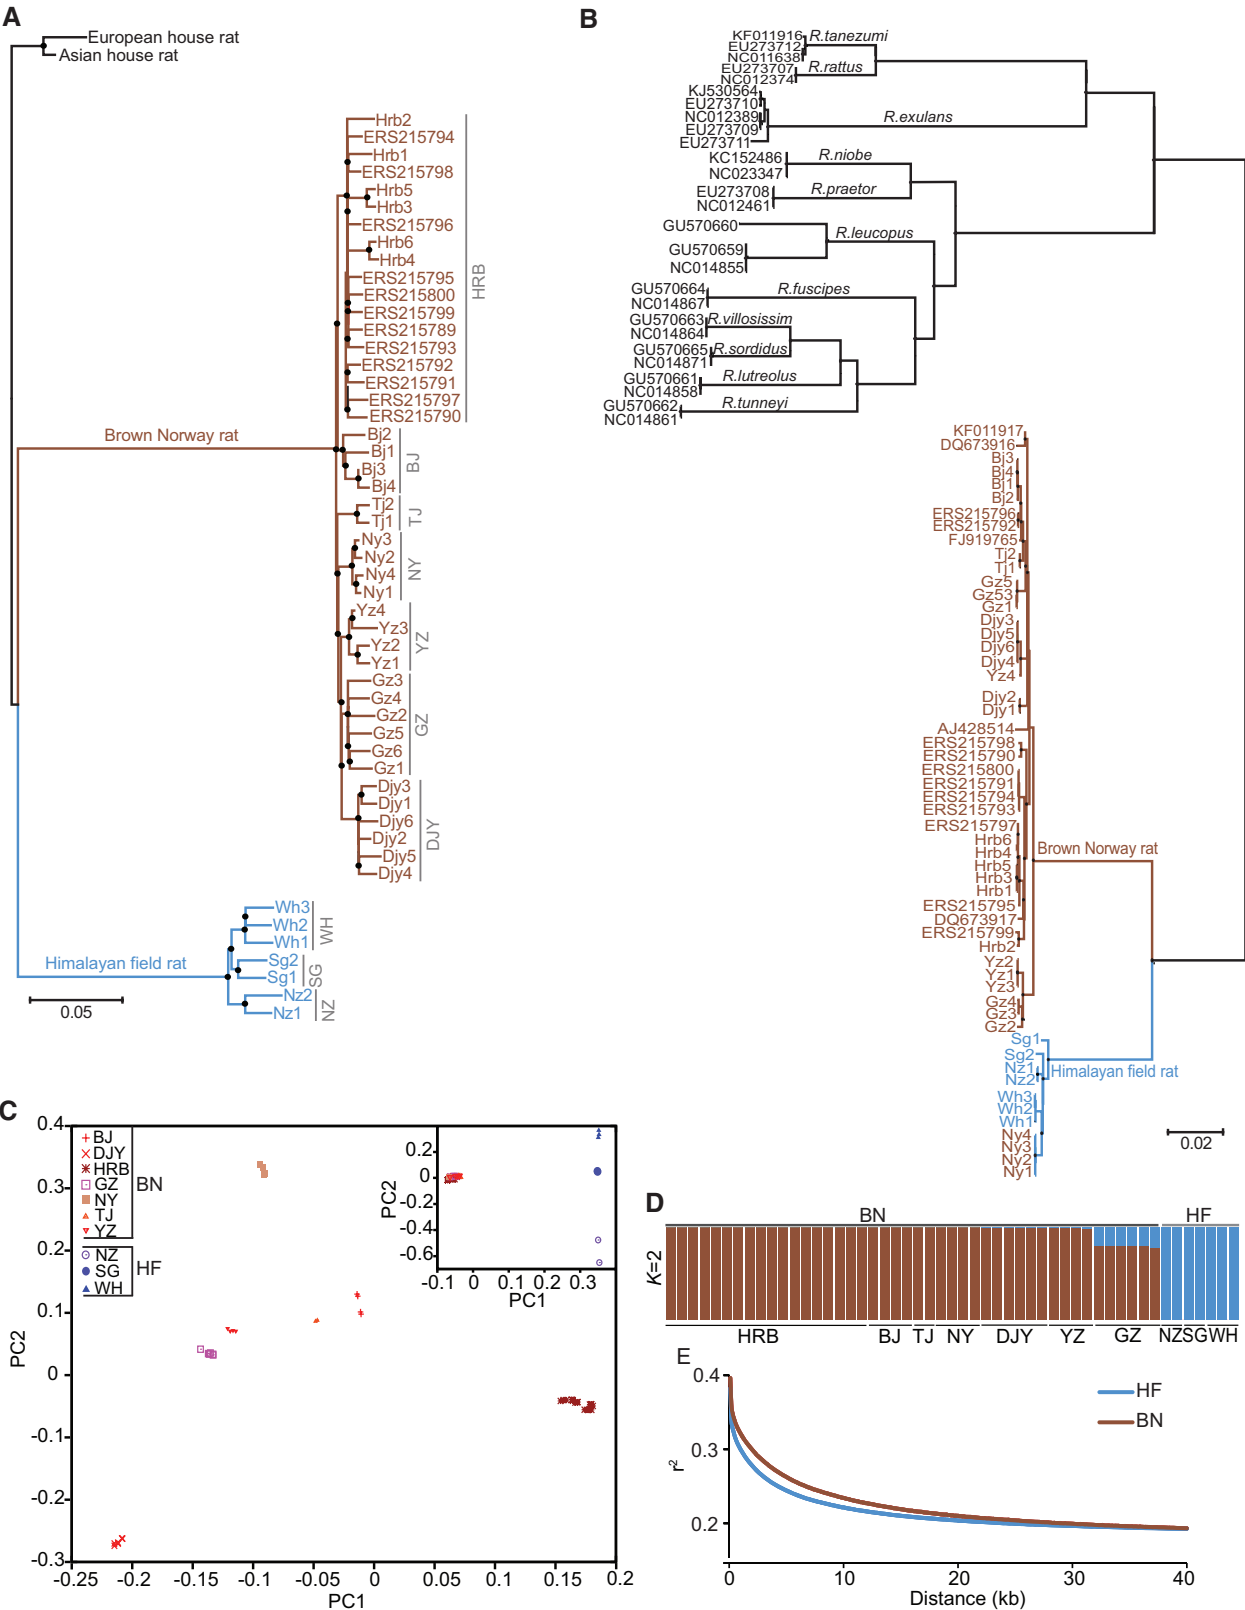 A
European house rat
Asian house rat
Hrb2
ERS215794
Hrb1
ERS215798
Hrb5
Hrb3
ERS215796
Hrb6
Hrb4
ERS215795
ERS215800
ERS215799
ERS215789
ERS215793
ERS215792
ERS215791
ERS215797
ERS215790
HRB
Brown Norway rat
Bj2
Bj1
Bj3
Bj4
BJ
Tj2
Tj1
TJ
Ny3
Ny2
Ny4
Ny1
NY
Yz4
Yz3
Yz2
Yz1
YZ
Gz3
Gz4
Gz2
Gz5
Gz6
Gz1
GZ
Djy3
Djy1
Djy6
Djy2
Djy5
Djy4
DJY
Wh3
Wh2
Wh1
WH
Himalayan field rat
Sg2
Sg1
SG
Nz2
Nz1
NZ
0.05
B
KF011916
R.tanezumi
EU273712
NC011638
EU273707
R.rattus
NC012374
KJ530564
EU273710
NC012389
R.exulans
EU273709
EU273711
KC152486
R.niobe
NC023347
EU273708
R.praetor
NC012461
GU570660
R.leucopus
GU570659
NC014855
GU570664
R.fuscipes
NC014867
GU570663
R.villosissim
NC014864
GU570665
R.sordidus
NC014871
GU570661
R.lutreolus
NC014858
GU570662
R.tunneyi
NC014861
KF011917
DQ673916
Bj3
Bj4
Bj1
Bj2
ERS215796
ERS215792
FJ919765
Tj2
Tj1
Gz5
Gz53
Gz1
Djy3
Djy5
Djy6
Djy4
Yz4
Djy2
Djy1
AJ428514
ERS215798
ERS215790
ERS215800
ERS215791
ERS215794
ERS215793
ERS215797
Hrb6
Hrb4
Hrb5
Hrb3
Hrb1
ERS215795
DQ673917
ERS215799
Hrb2
Brown Norway rat
Yz2
Yz1
Yz3
Gz4
Gz3
Gz2
Sg1
Sg2
Nz1
Nz2
Himalayan field rat
Wh3
Wh2
Wh1
Ny4
Ny3
Ny2
Ny1
0.02
C
0.4
0.3
0.2
0.1
0
-0.1
-0.2
-0.3
PC2
-0.25 -0.2 -0.15 -0.1 -0.05 0 0.05 0.1 0.15 0.2
PC1
BJ
DJY
HRB
GZ
NY
TJ
YZ
BN
NZ
SG
WH
HF
0.2
0
-0.2
-0.4
-0.6
PC2
-0.1 0 0.1 0.2 0.3
PC1
D
BN HF
K=2
HRB BJ TJ NY DJY YZ GZ NZ SG WH
E
0.4
0.3
0.2
r2
HF
BN
0 10 20 30 40
Distance (kb)